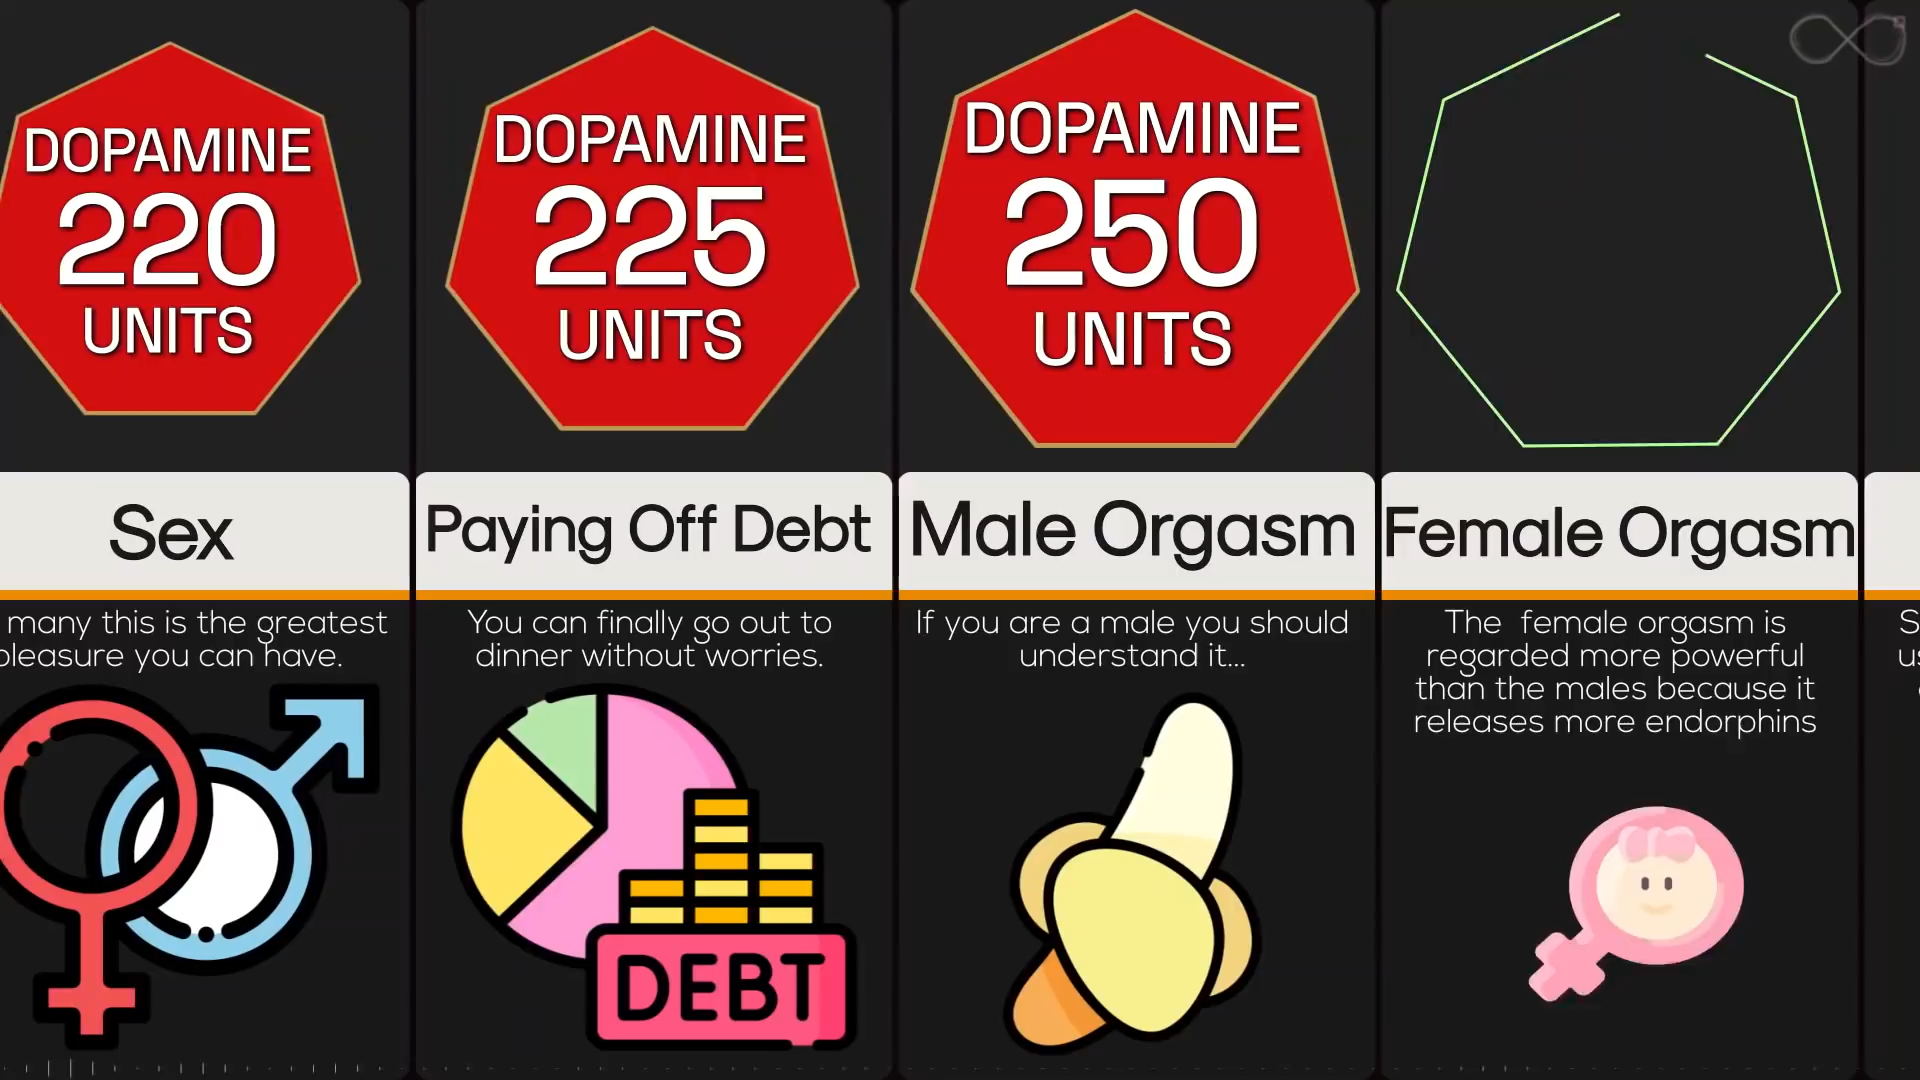 DOPAMINE
220
UNITS
Sex
many this is the greatest
pleasure you can have.
DOPAMINE
225
UNITS
Paying Off Debt
You can finally go out to
dinner without worries.
DEBT
DOPAMINE
250
UNITS
Male Orgasm
If you are a male you should
understand it...
Female Orgasm
The  female orgasm is
regarded more powerful
than the males because it
releases more endorphins